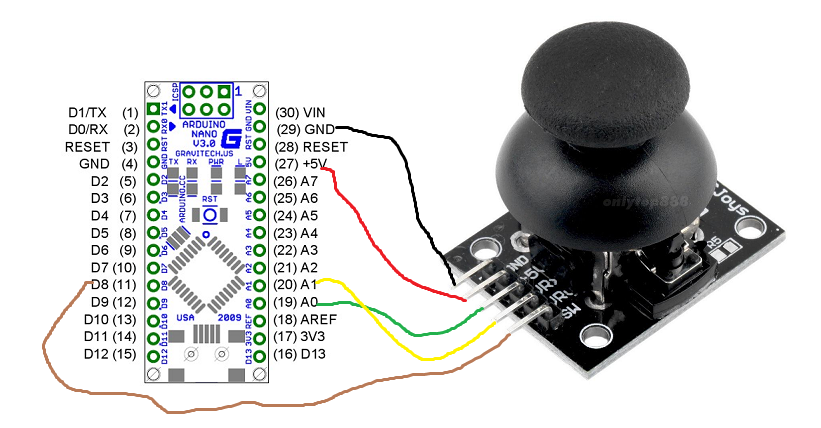 D1/TX (1)
D0/RX (2)
RESET (3)
GND (4)
D2 (5)
D3 (6)
D4 (7)
D5 (8)
D6 (9)
D7 (10)
D8 (11)
D9 (12)
D10 (13)
D11 (14)
D12 (15)
ICSP
1
TX1
RX0
RST
GND
D2
D3
D4
D5
D6
D7
D8
D9
D10
D11
D12
ARDUINO
NANO
V3.0
G
GRAVITECH.US
TX RX PWR L
ARDUINO.CC
RST
USA 2009
VIN
GND
RST
5V
A7
A6
A5
A4
A3
A2
A1
A0
REF
3V3
D13
(30) VIN
(29) GND
(28) RESET
(27) +5V
(26) A7
(25) A6
(24) A5
(23) A4
(22) A3
(21) A2
(20) A1
(19) A0
(18) AREF
(17) 3V3
(16) D13
onlytop888
Joys
R5
GND
+5V
SW